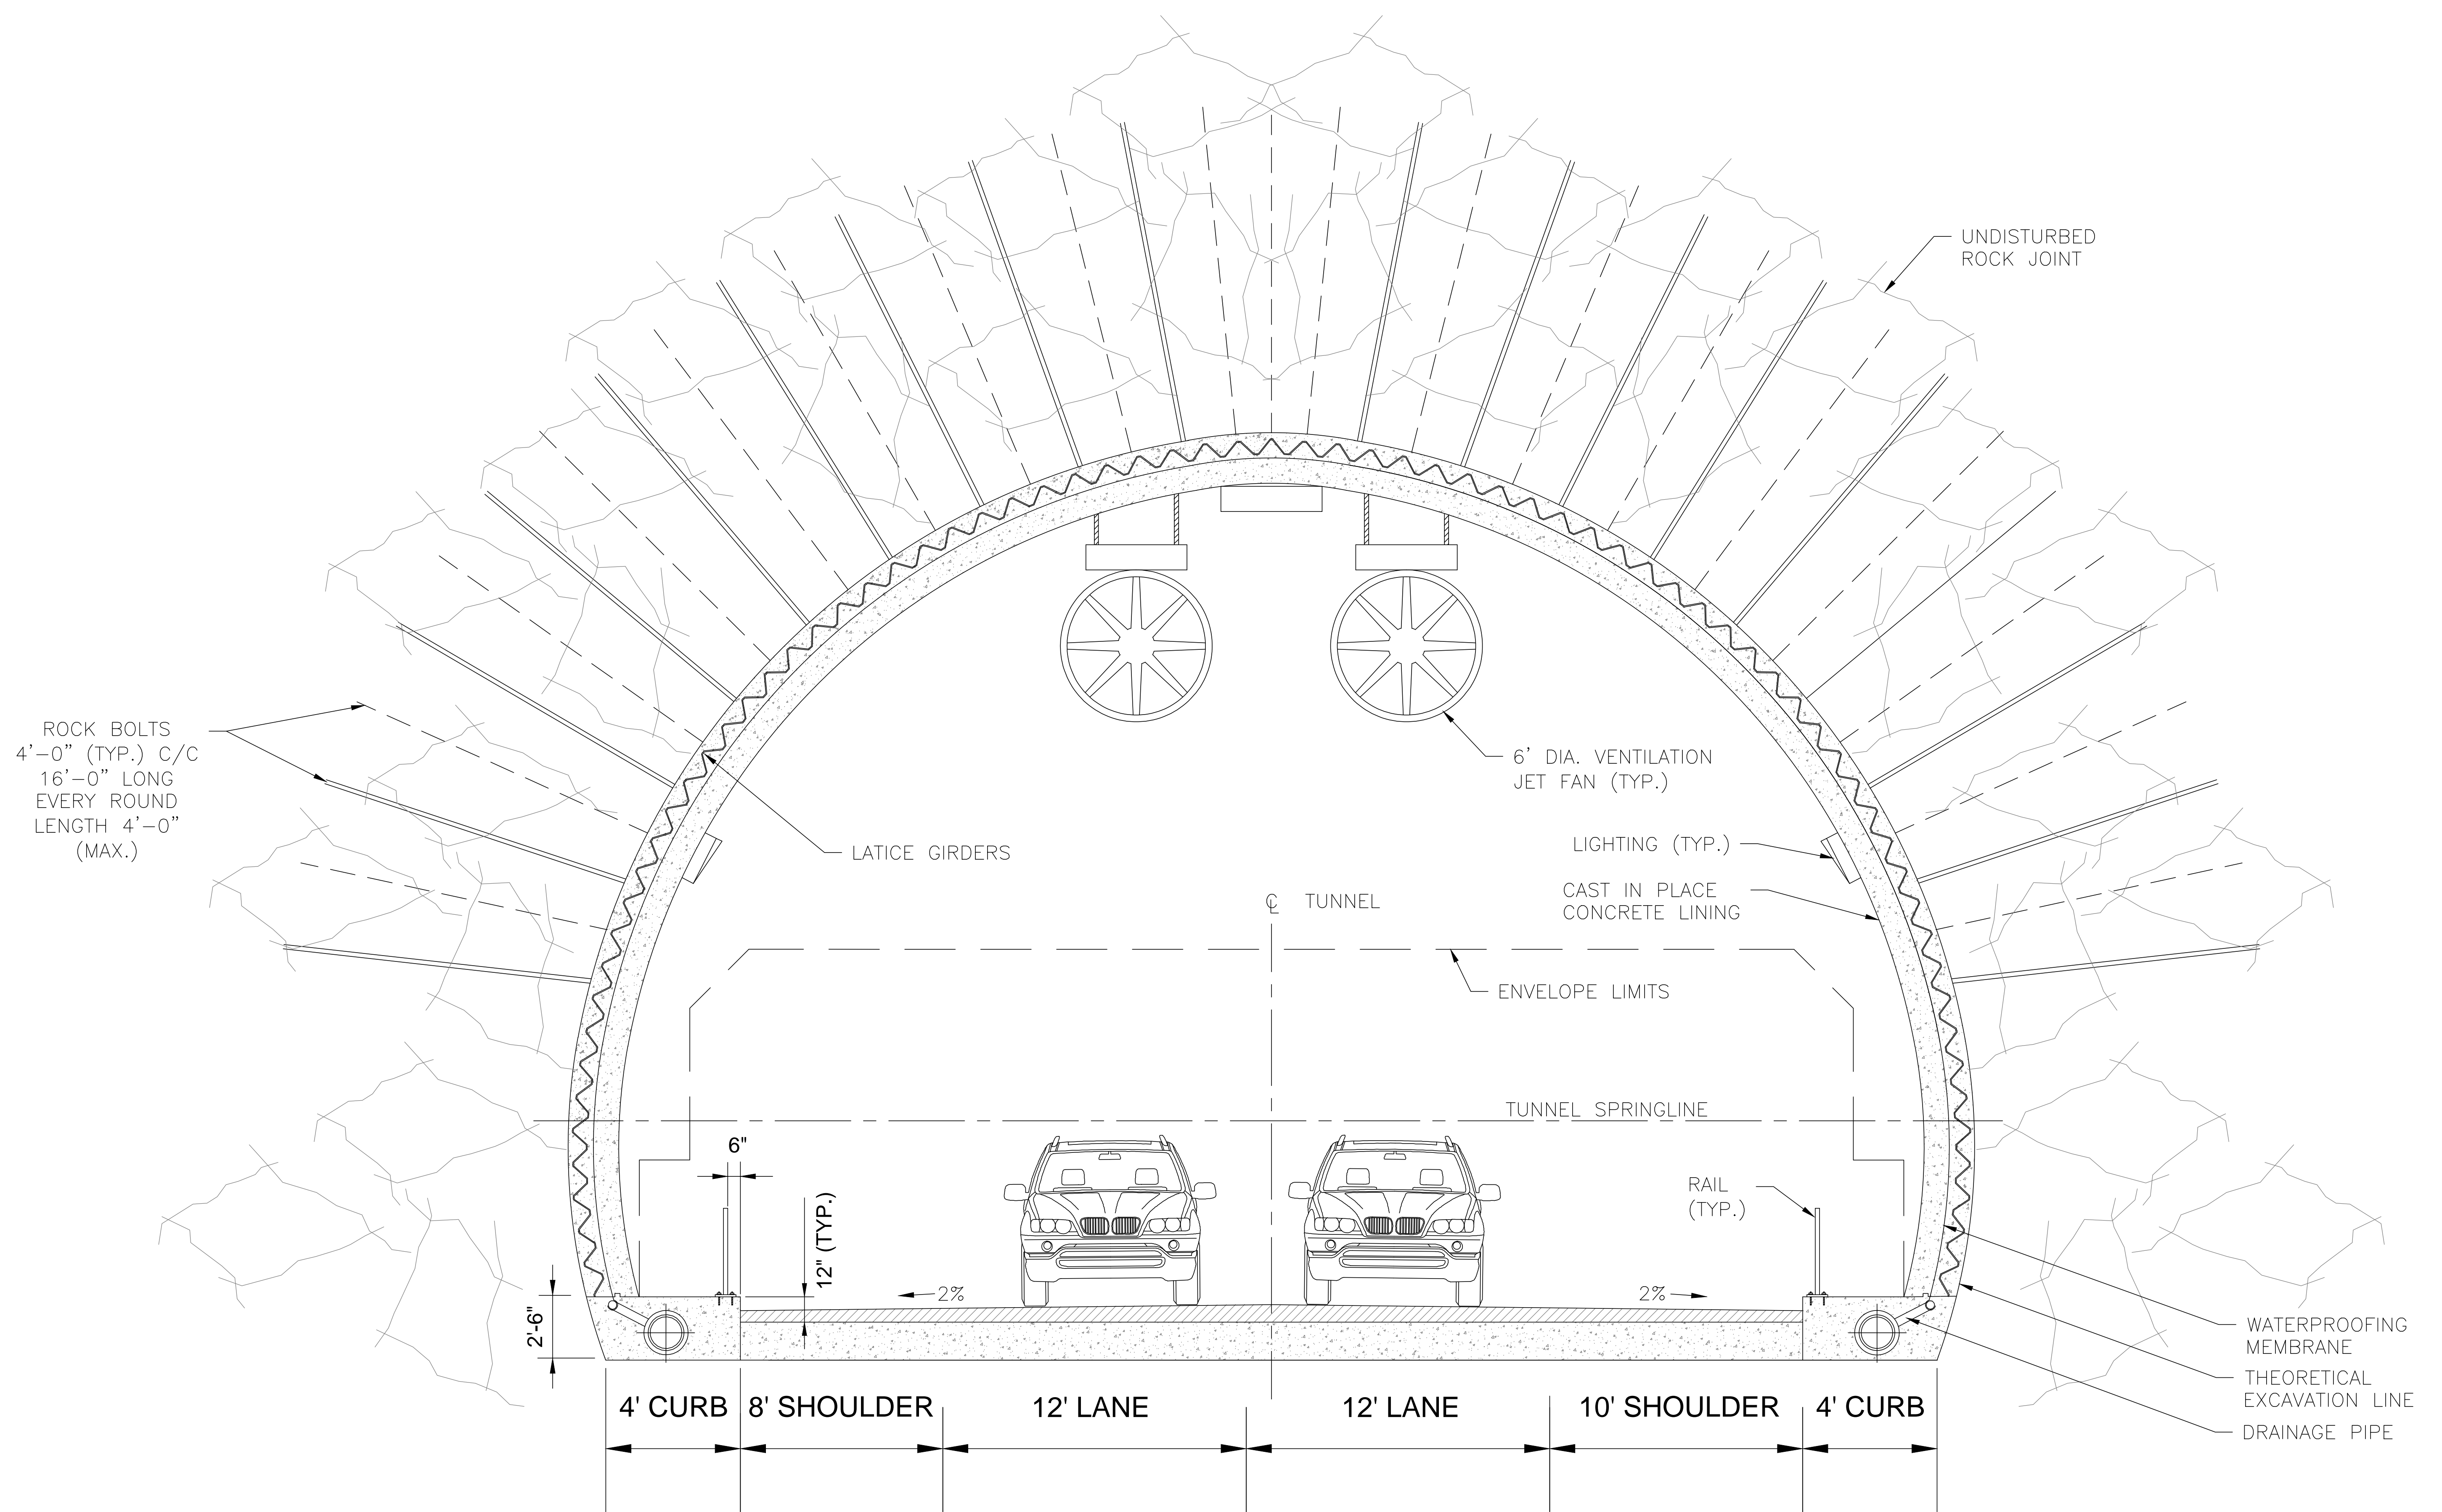 UNDISTURBED
ROCK JOINT
ROCK BOLTS
4'-0" (TYP.) C/C
16'-0" LONG
EVERY ROUND
LENGTH 4'-0"
(MAX.)
6' DIA. VENTILATION
JET FAN (TYP.)
LATICE GIRDERS
LIGHTING (TYP.)
CAST IN PLACE
CONCRETE LINING
℄ TUNNEL
ENVELOPE LIMITS
TUNNEL SPRINGLINE
6"
12" (TYP.)
RAIL
(TYP.)
2%
2%
2'-6"
WATERPROOFING
MEMBRANE
THEORETICAL
EXCAVATION LINE
DRAINAGE PIPE
4' CURB
8' SHOULDER
12' LANE
12' LANE
10' SHOULDER
4' CURB